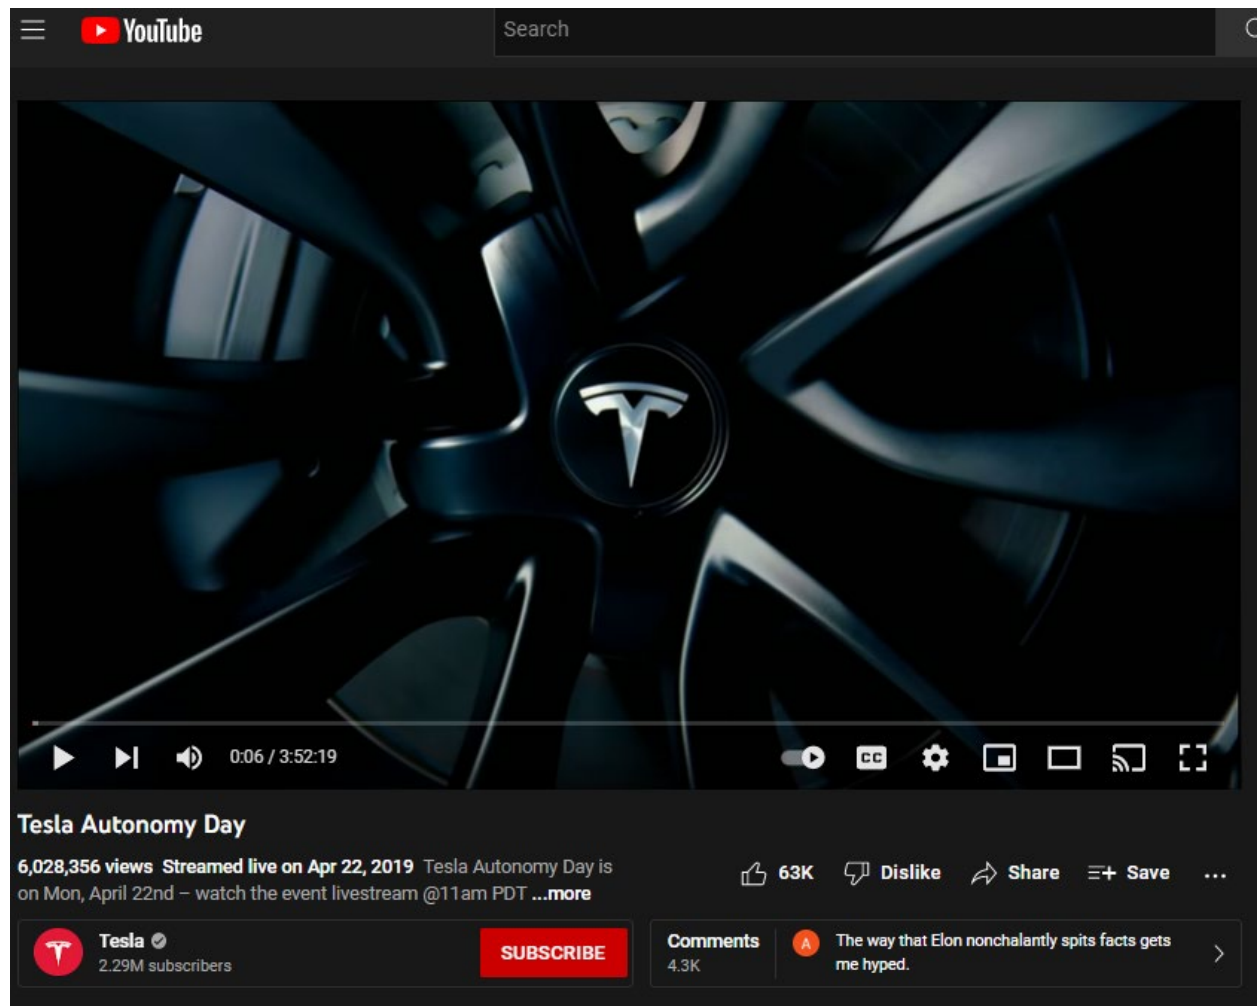 YouTube
Search
0:06 / 3:52:19
CC
Tesla Autonomy Day
6,028,356 views Streamed live on Apr 22, 2019 Tesla Autonomy Day is
on Mon, April 22nd – watch the event livestream @11am PDT ...more
63K
Dislike
Share
Save
Tesla
2.29M subscribers
SUBSCRIBE
Comments
4.3K
A
The way that Elon nonchalantly spits facts gets
me hyped.